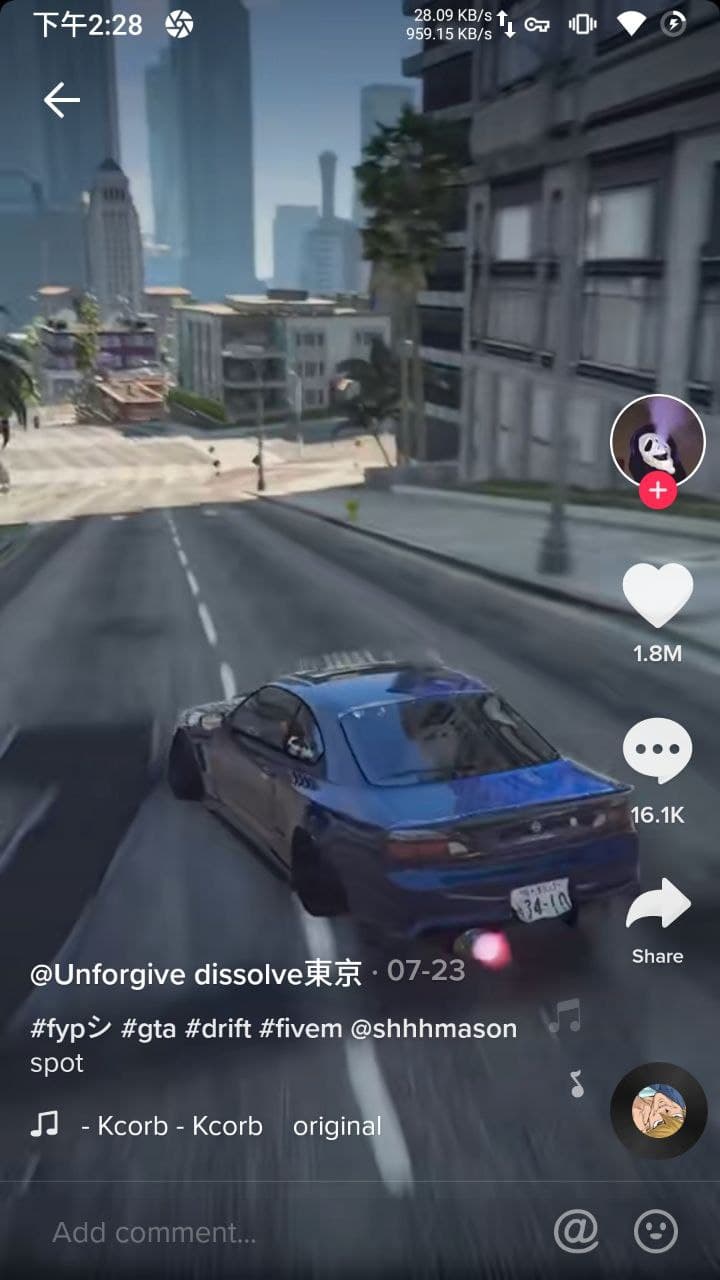 下午2:28
28.09 KB/s
959.15 KB/s
1.8M
16.1K
34-10
Share
@Unforgive dissolve東京 · 07-23
#fypシ #gta #drift #fivem @shhhmason
spot
- Kcorb - Kcorb original
Add comment...